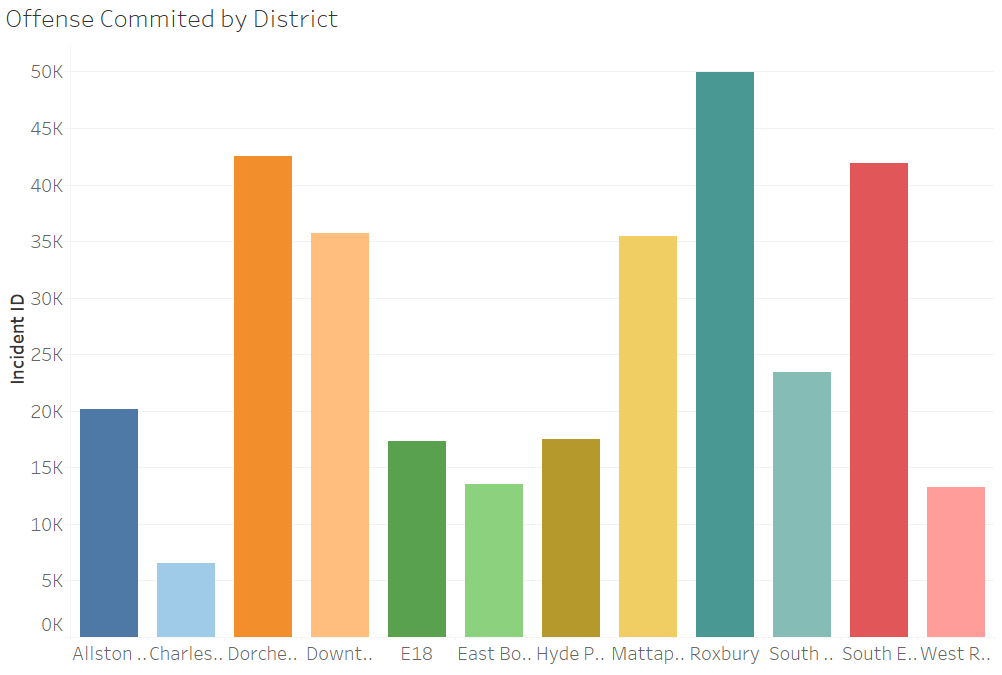 Offense Commited by District
50K
45K
40K
35K
30K
25K
20K
15K
10K
5K
0K
Incident ID
Allston .. Charles.. Dorche.. Downt.. E18 East Bo.. Hyde P.. Mattap.. Roxbury South .. South E.. West R..